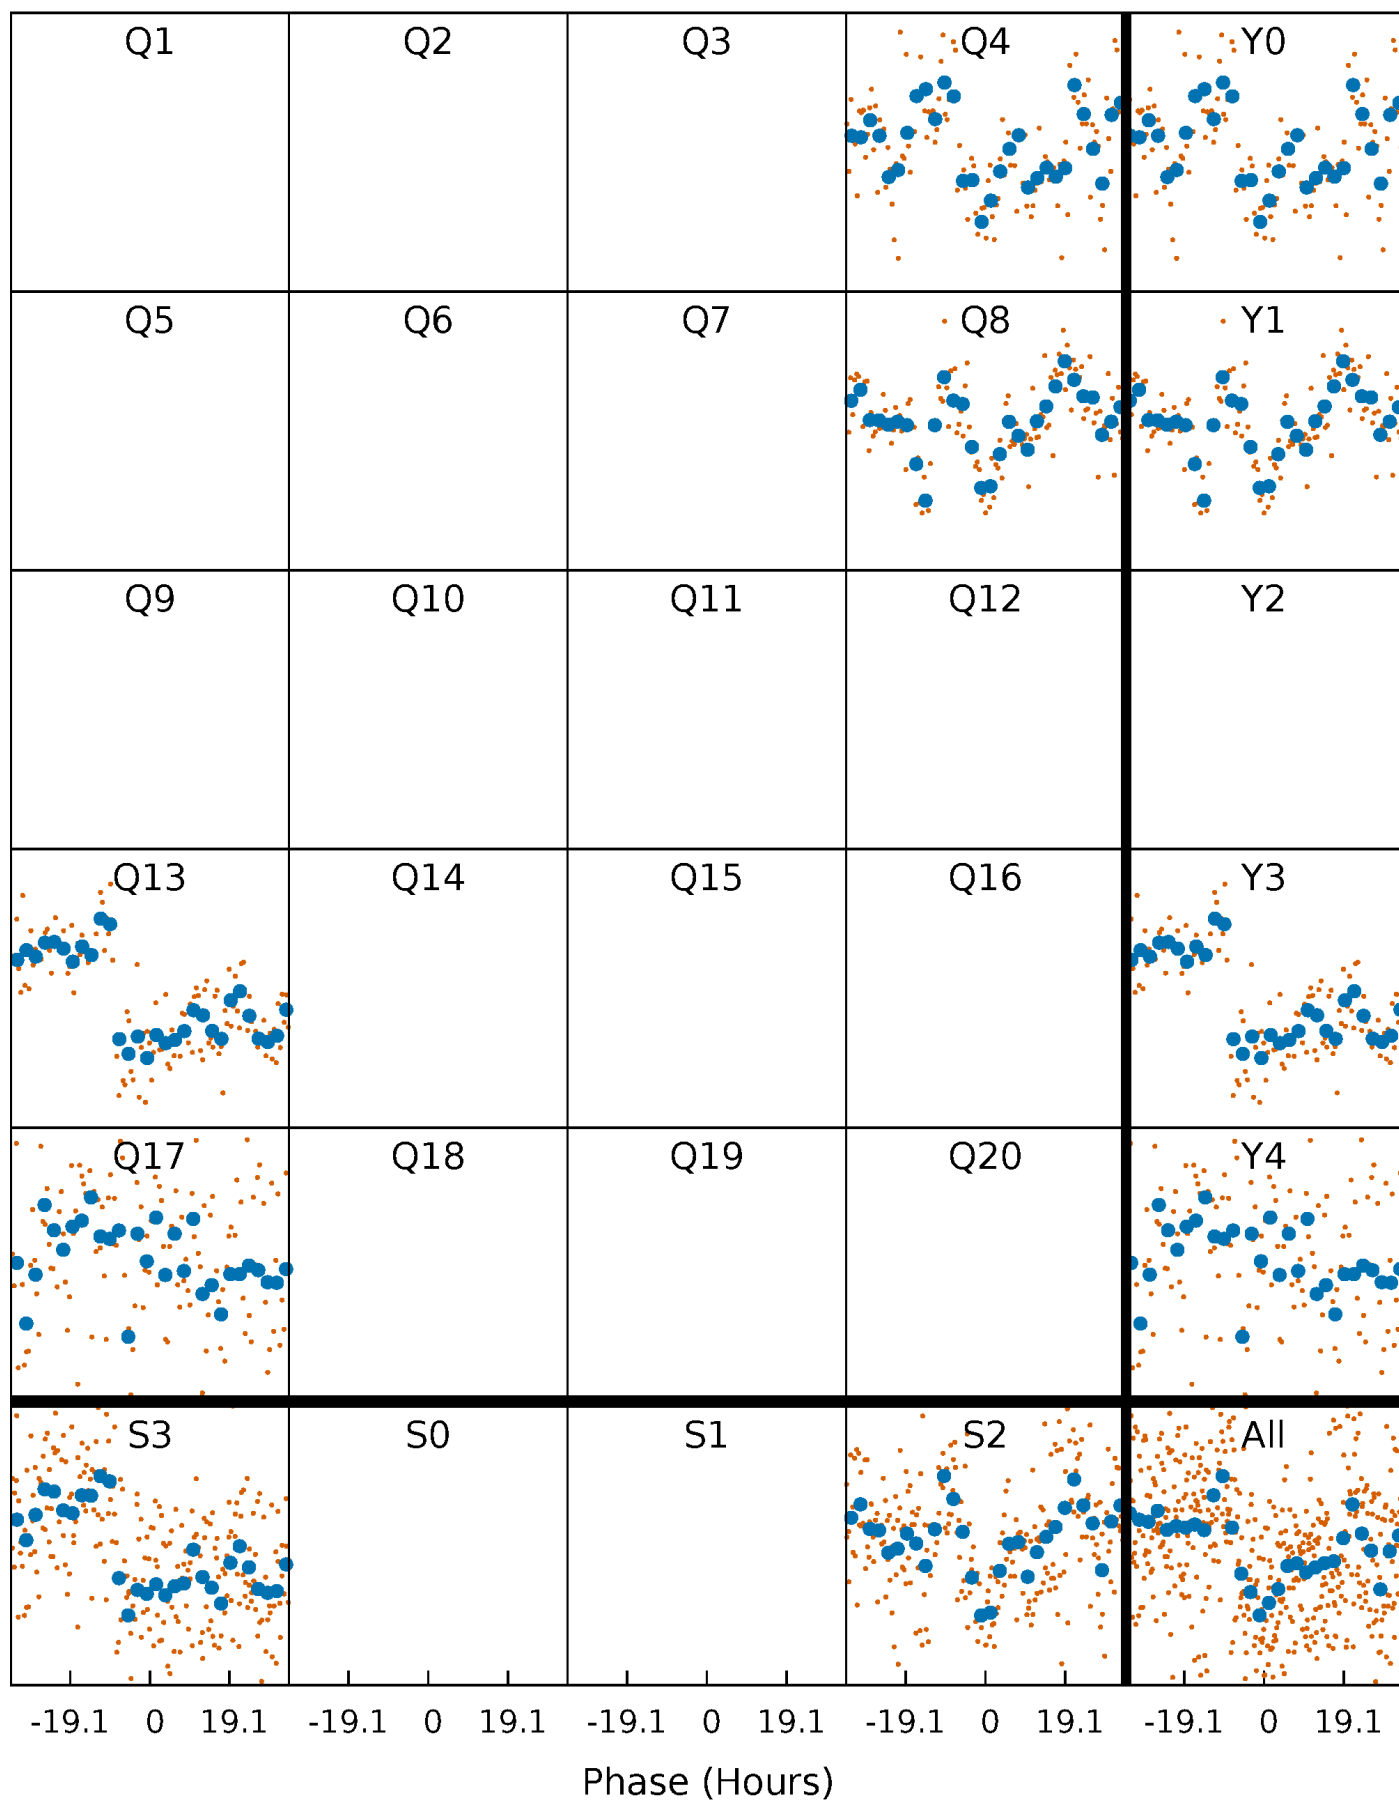 Q1 Q2 Q3 Q4 Y0
Q5 Q6 Q7 Q8 Y1
Q9 Q10 Q11 Q12 Y2
Q13 Q14 Q15 Q16 Y3
Q17 Q18 Q19 Q20 Y4
S3 S0 S1 S2 All
-19.1 0 19.1 -19.1 0 19.1 -19.1 0 19.1 -19.1 0 19.1 -19.1 0 19.1
Phase (Hours)